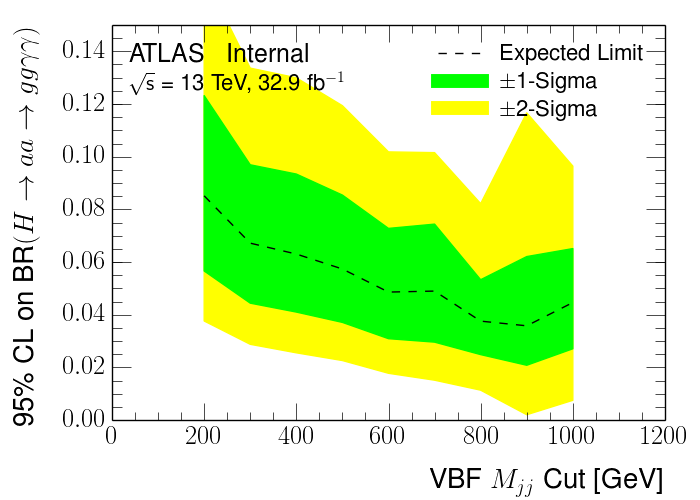 ATLAS Internal
√s = 13 TeV, 32.9 fb⁻¹
Expected Limit
±1-Sigma
±2-Sigma
95% CL on BR(H → aa → ggγγ)
0.14
0.12
0.10
0.08
0.06
0.04
0.02
0.00
0 200 400 600 800 1000 1200
VBF M_jj Cut [GeV]